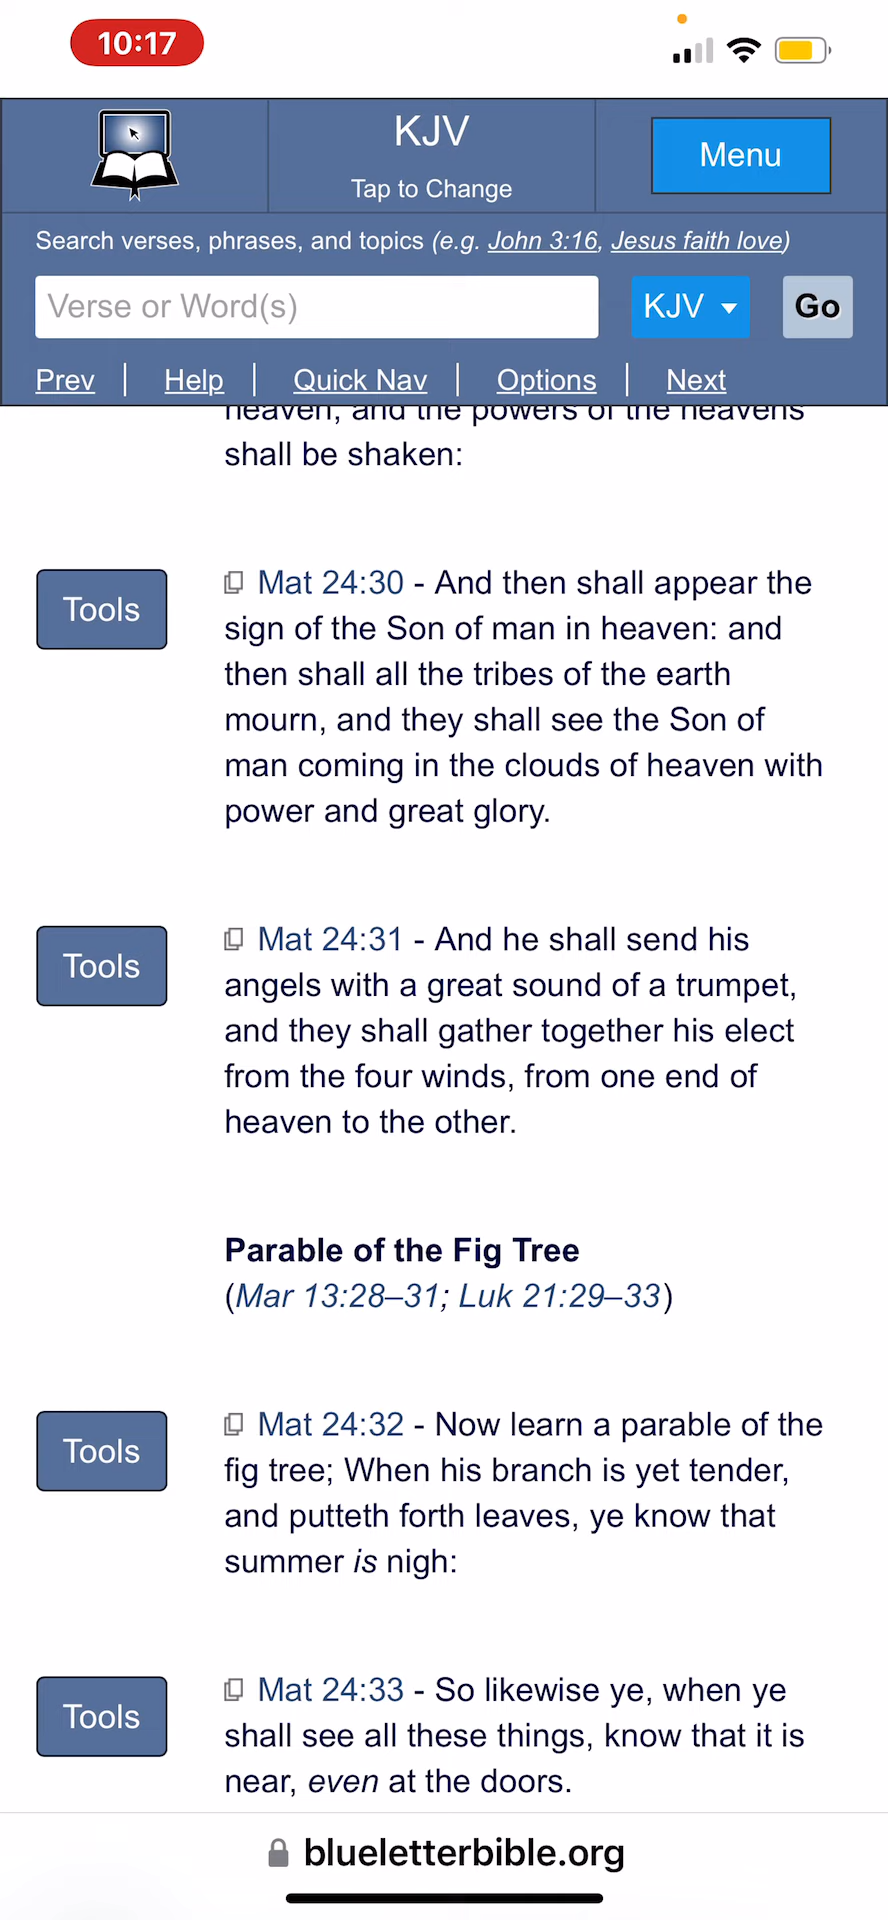 10:17
KJV
Tap to Change
Menu
Search verses, phrases, and topics (e.g. John 3:16, Jesus faith love)
Verse or Word(s)
KJV
Go
Prev | Help | Quick Nav | Options | Next
heaven, and the powers of the heavens
shall be shaken:
Tools
Mat 24:30 - And then shall appear the
sign of the Son of man in heaven: and
then shall all the tribes of the earth
mourn, and they shall see the Son of
man coming in the clouds of heaven with
power and great glory.
Tools
Mat 24:31 - And he shall send his
angels with a great sound of a trumpet,
and they shall gather together his elect
from the four winds, from one end of
heaven to the other.
Parable of the Fig Tree
(Mar 13:28–31; Luk 21:29–33)
Tools
Mat 24:32 - Now learn a parable of the
fig tree; When his branch is yet tender,
and putteth forth leaves, ye know that
summer is nigh:
Tools
Mat 24:33 - So likewise ye, when ye
shall see all these things, know that it is
near, even at the doors.
blueletterbible.org